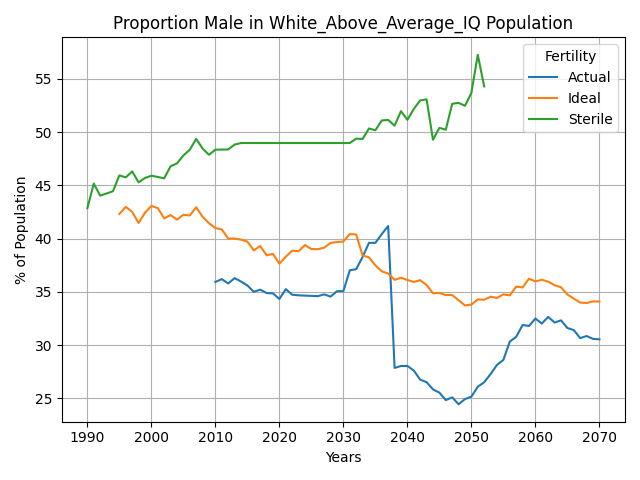 Proportion Male in White_Above_Average_IQ Population
Fertility
Actual
Ideal
Sterile
% of Population
55
50
45
40
35
30
25
1990 2000 2010 2020 2030 2040 2050 2060 2070
Years